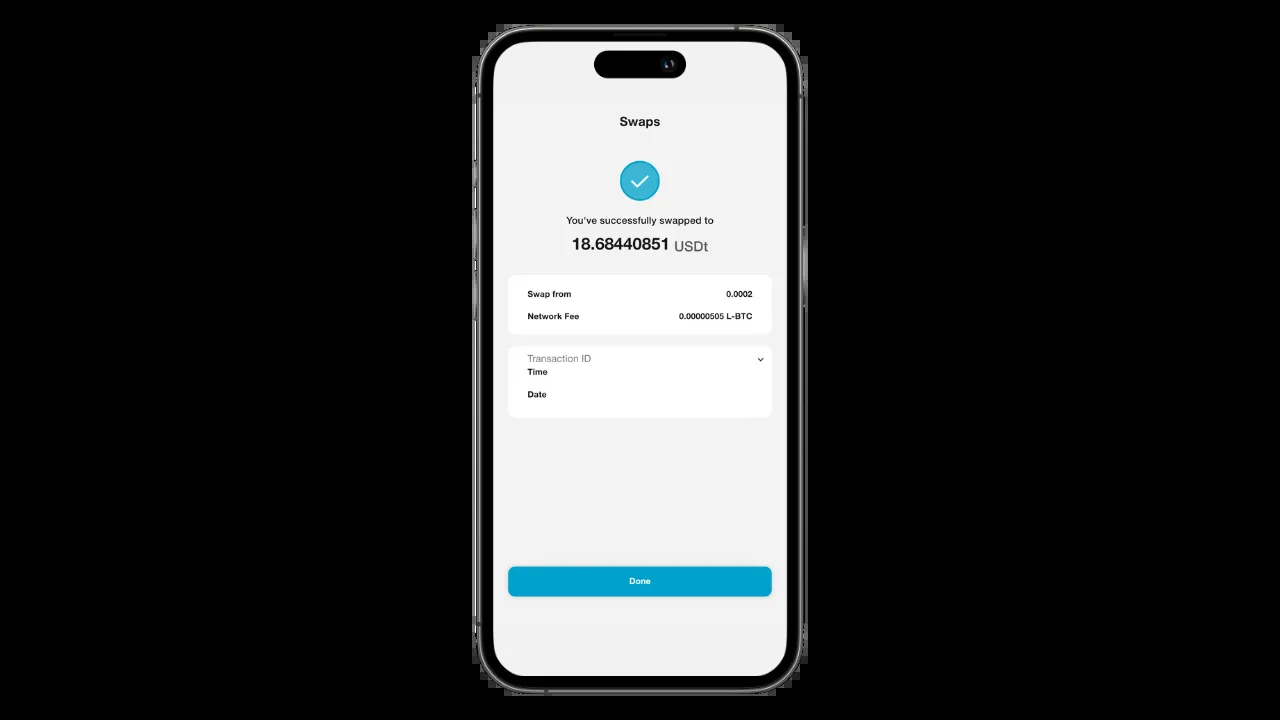 Swaps
You've successfully swapped to
18.68440851 USDt
Swap from 0.0002
Network Fee 0.00000505 L-BTC
Transaction ID
Time
Date
Done